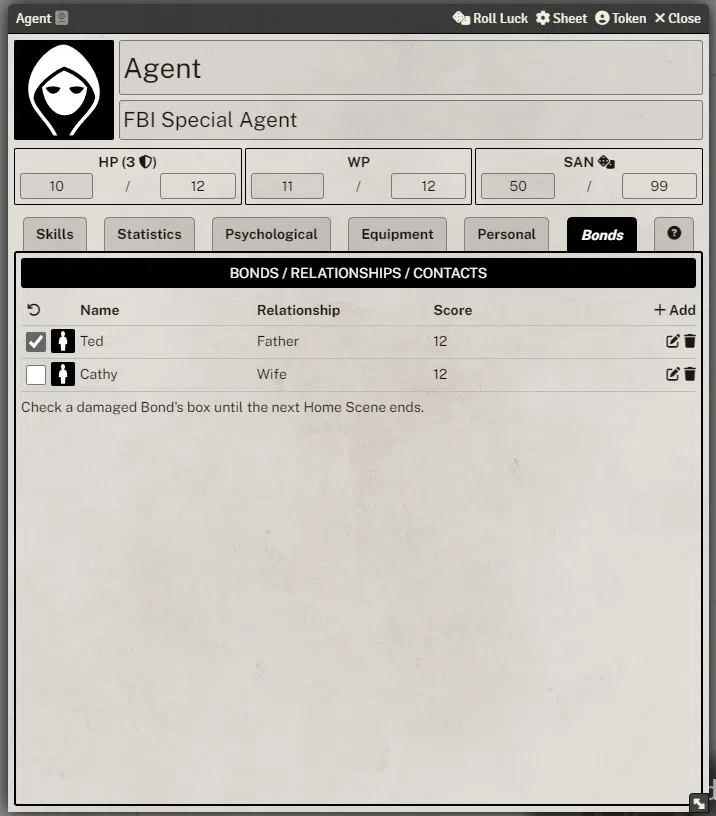 Agent Roll Luck Sheet Token Close
Agent
FBI Special Agent
HP (3 ) WP SAN
10 / 12 11 / 12 50 / 99
Skills Statistics Psychological Equipment Personal Bonds ?
BONDS / RELATIONSHIPS / CONTACTS
Name Relationship Score + Add
Ted Father 12
Cathy Wife 12
Check a damaged Bond's box until the next Home Scene ends.